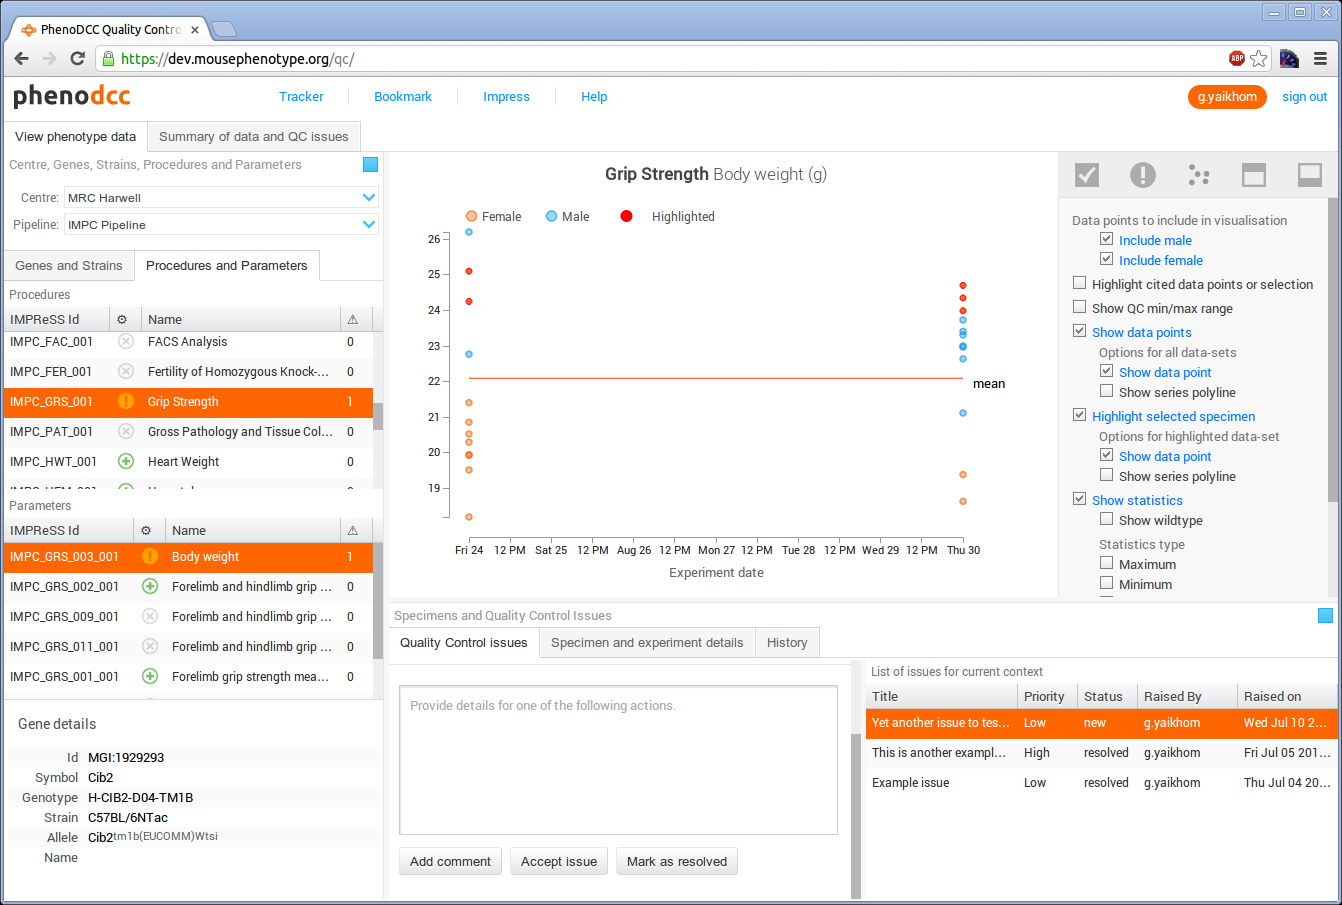 PhenoDCC Quality Contro
https://dev.mousephenotype.org/qc/
ABP
phenodcc
Tracker
Bookmark
Impress
Help
g.yaikhom
sign out
View phenotype data
Summary of data and QC issues
Centre, Genes, Strains, Procedures and Parameters
Centre: MRC Harwell
Pipeline: IMPC Pipeline
Genes and Strains
Procedures and Parameters
Procedures
IMPReSS Id Name
IMPC_FAC_001 FACS Analysis 0
IMPC_FER_001 Fertility of Homozygous Knock-... 0
IMPC_GRS_001 Grip Strength 1
IMPC_PAT_001 Gross Pathology and Tissue Col... 0
IMPC_HWT_001 Heart Weight 0
Parameters
IMPReSS Id Name
IMPC_GRS_003_001 Body weight 1
IMPC_GRS_002_001 Forelimb and hindlimb grip ... 0
IMPC_GRS_009_001 Forelimb and hindlimb grip ... 0
IMPC_GRS_011_001 Forelimb and hindlimb grip ... 0
IMPC_GRS_001_001 Forelimb grip strength mea... 0
Gene details
Id MGI:1929293
Symbol Cib2
Genotype H-CIB2-D04-TM1B
Strain C57BL/6NTac
Allele Cib2tm1b(EUCOMM)Wtsi
Name
Grip Strength Body weight (g)
Female Male Highlighted
26
25
24
23
22
21
20
19
mean
Fri 24 12 PM Sat 25 12 PM Aug 26 12 PM Mon 27 12 PM Tue 28 12 PM Wed 29 12 PM Thu 30
Experiment date
Data points to include in visualisation
Include male
Include female
Highlight cited data points or selection
Show QC min/max range
Show data points
Options for all data-sets
Show data point
Show series polyline
Highlight selected specimen
Options for highlighted data-set
Show data point
Show series polyline
Show statistics
Show wildtype
Statistics type
Maximum
Minimum
Specimens and Quality Control Issues
Quality Control issues
Specimen and experiment details
History
Provide details for one of the following actions.
Add comment
Accept issue
Mark as resolved
List of issues for current context
Title Priority Status Raised By Raised on
Yet another issue to tes... Low new g.yaikhom Wed Jul 10 2...
This is another exampl... High resolved g.yaikhom Fri Jul 05 201...
Example issue Low resolved g.yaikhom Thu Jul 04 20...